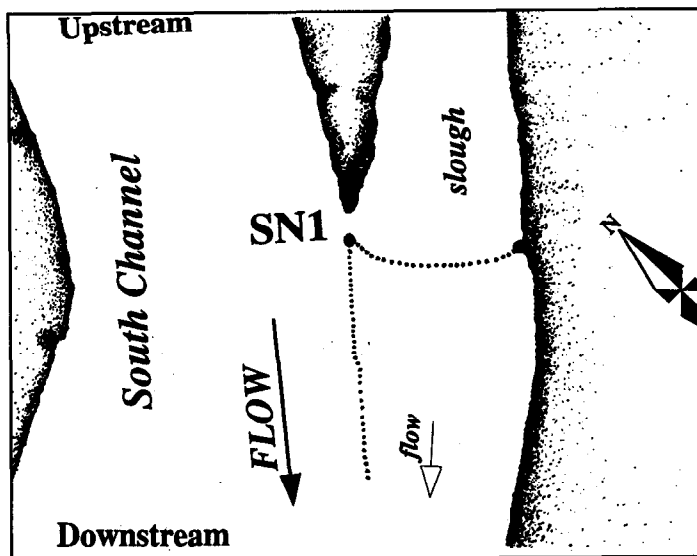 Upstream
South Channel
slough
SN1
N
FLOW
flow
Downstream